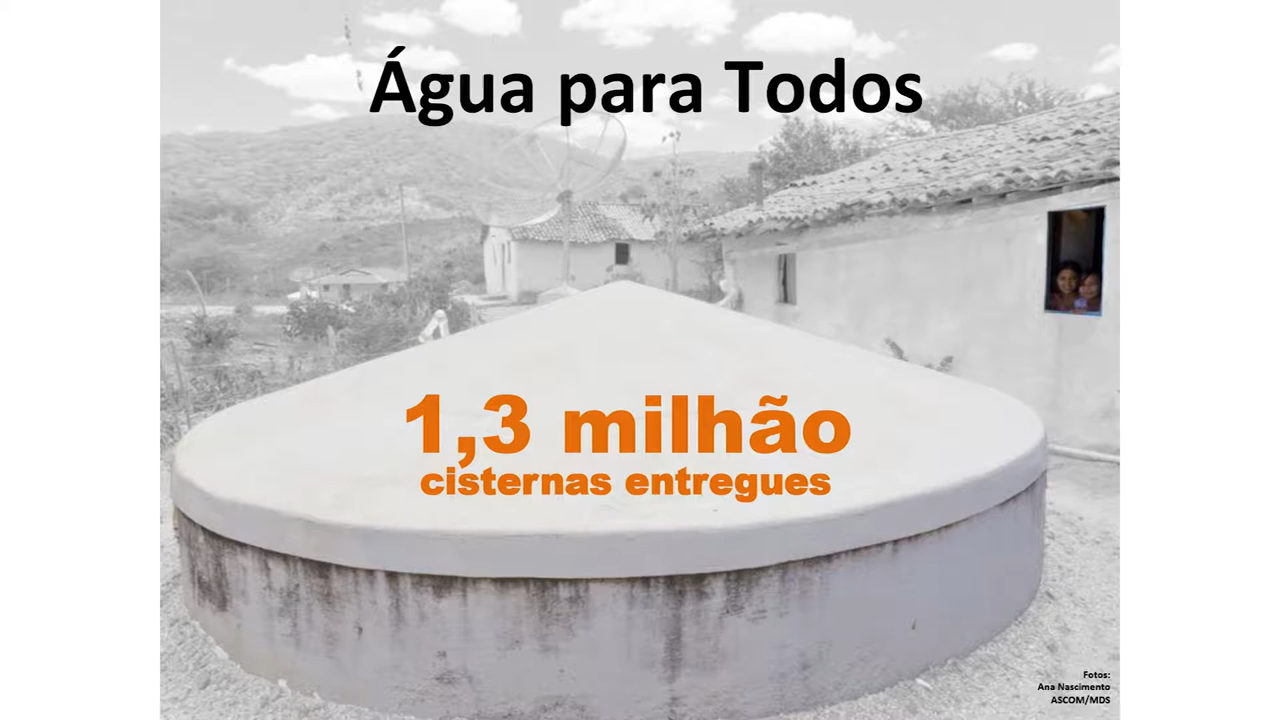 Água para Todos
1,3 milhão
cisternas entregues
Fotos:
Ana Nascimento
ASCOM/MDS